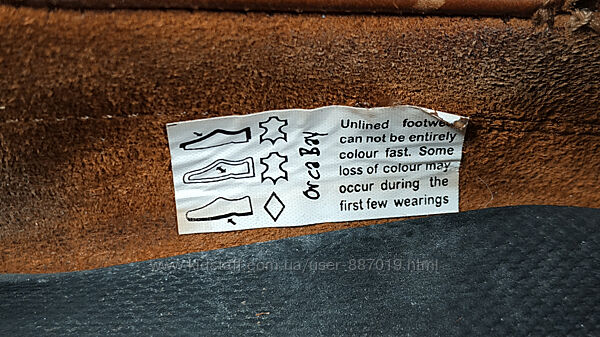 Orca Bay
Unlined footwea
can not be entirely
colour fast. Some
loss of colour may
occur during the
first few wearings